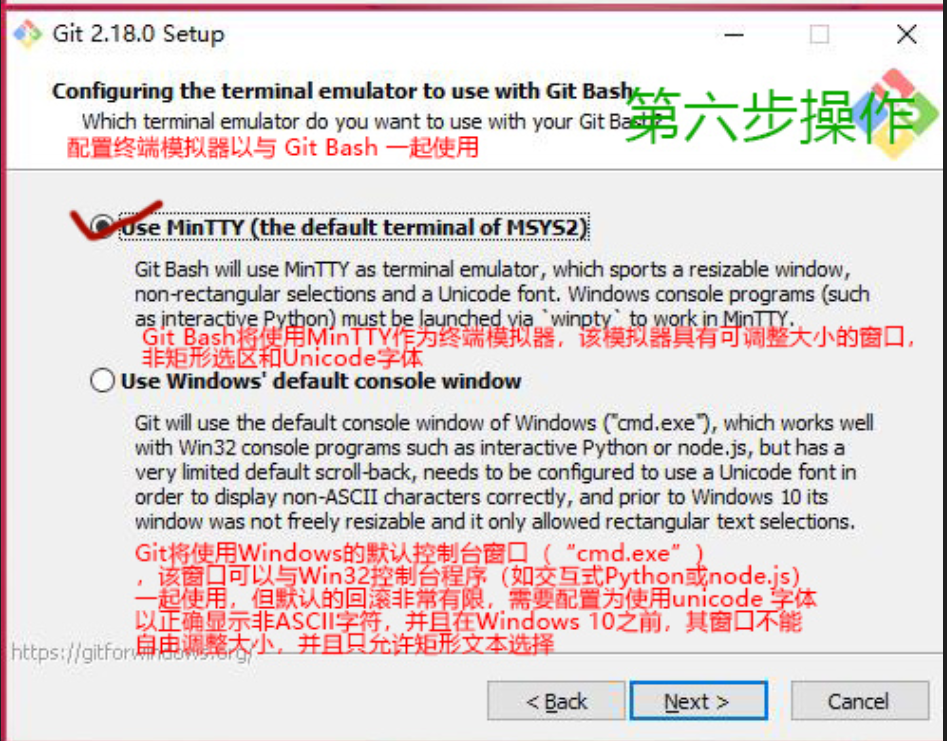 Git 2.18.0 Setup
Configuring the terminal emulator to use with Git Bash
第六步操作
Which terminal emulator do you want to use with your Git Bash?
配置终端模拟器以与 Git Bash 一起使用
Use MinTTY (the default terminal of MSYS2)
Git Bash will use MinTTY as terminal emulator, which sports a resizable window,
non-rectangular selections and a Unicode font. Windows console programs (such
as interactive Python) must be launched via `winpty` to work in MinTTY.
Git Bash将使用MinTTY作为终端模拟器，该模拟器具有可调整大小的窗口，
非矩形选区和Unicode字体
Use Windows' default console window
Git will use the default console window of Windows ("cmd.exe"), which works well
with Win32 console programs such as interactive Python or node.js, but has a
very limited default scroll-back, needs to be configured to use a Unicode font in
order to display non-ASCII characters correctly, and prior to Windows 10 its
window was not freely resizable and it only allowed rectangular text selections.
Git将使用Windows的默认控制台窗口（“cmd.exe”）
，该窗口可以与Win32控制台程序（如交互式Python或node.js）
一起使用，但默认的回滚非常有限，需要配置为使用unicode 字体
以正确显示非ASCII字符，并且在Windows 10之前，其窗口不能
自由调整大小，并且只允许矩形文本选择
https://gitforwindows.org/
< Back
Next >
Cancel